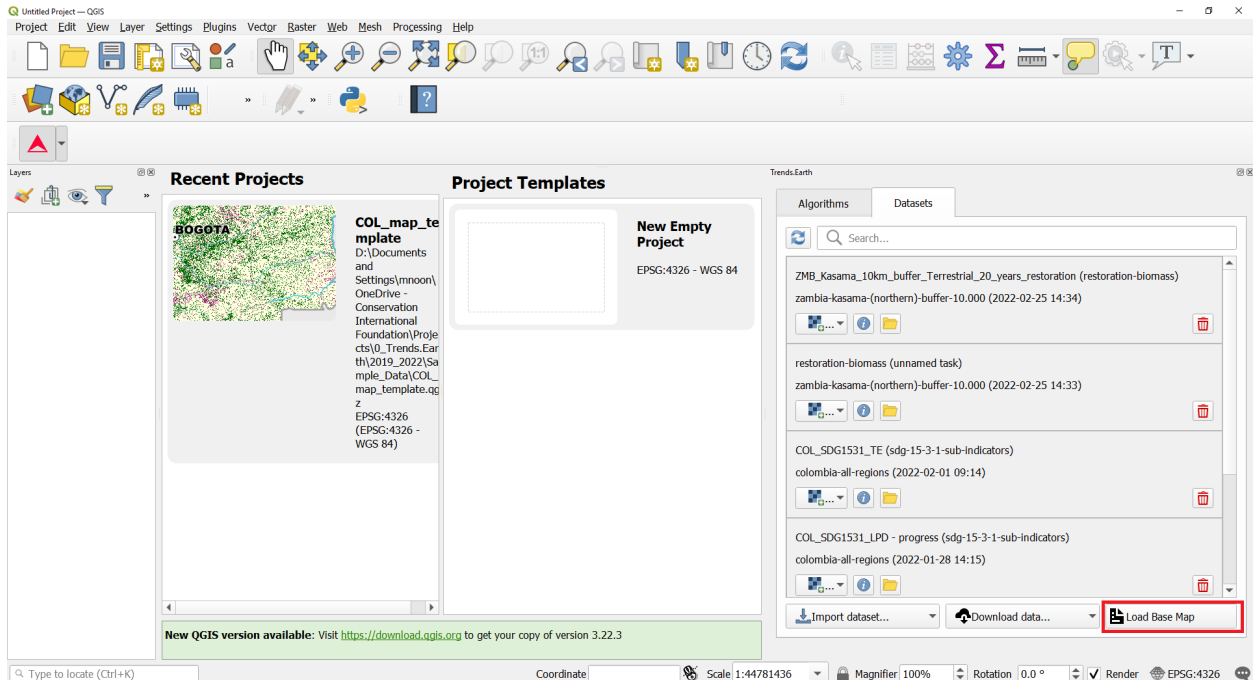 Untitled Project — QGIS
Project Edit View Layer Settings Plugins Vector Raster Web Mesh Processing Help
a
1:1
T
»
»
?
Layers
»
Recent Projects
BOGOTÁ
COL_map_te
mplate
D:\Documents
and
Settings\mnoon\
OneDrive -
Conservation
International
Foundation\Proje
cts\0_Trends.Ear
th\2019_2022\Sa
mple_Data\COL_
map_template.qg
z
EPSG:4326
(EPSG:4326 -
WGS 84)
Project Templates
New Empty
Project
EPSG:4326 - WGS 84
New QGIS version available: Visit https://download.qgis.org to get your copy of version 3.22.3
Trends.Earth
Algorithms
Datasets
Search...
ZMB_Kasama_10km_buffer_Terrestrial_20_years_restoration (restoration-biomass)
zambia-kasama-(northern)-buffer-10.000 (2022-02-25 14:34)
...
restoration-biomass (unnamed task)
zambia-kasama-(northern)-buffer-10.000 (2022-02-25 14:33)
...
COL_SDG1531_TE (sdg-15-3-1-sub-indicators)
colombia-all-regions (2022-02-01 09:14)
...
COL_SDG1531_LPD - progress (sdg-15-3-1-sub-indicators)
colombia-all-regions (2022-01-28 14:15)
...
Import dataset...
Download data...
Load Base Map
Type to locate (Ctrl+K)
Coordinate
Scale 1:44781436
Magnifier 100%
Rotation 0.0 °
Render
EPSG:4326